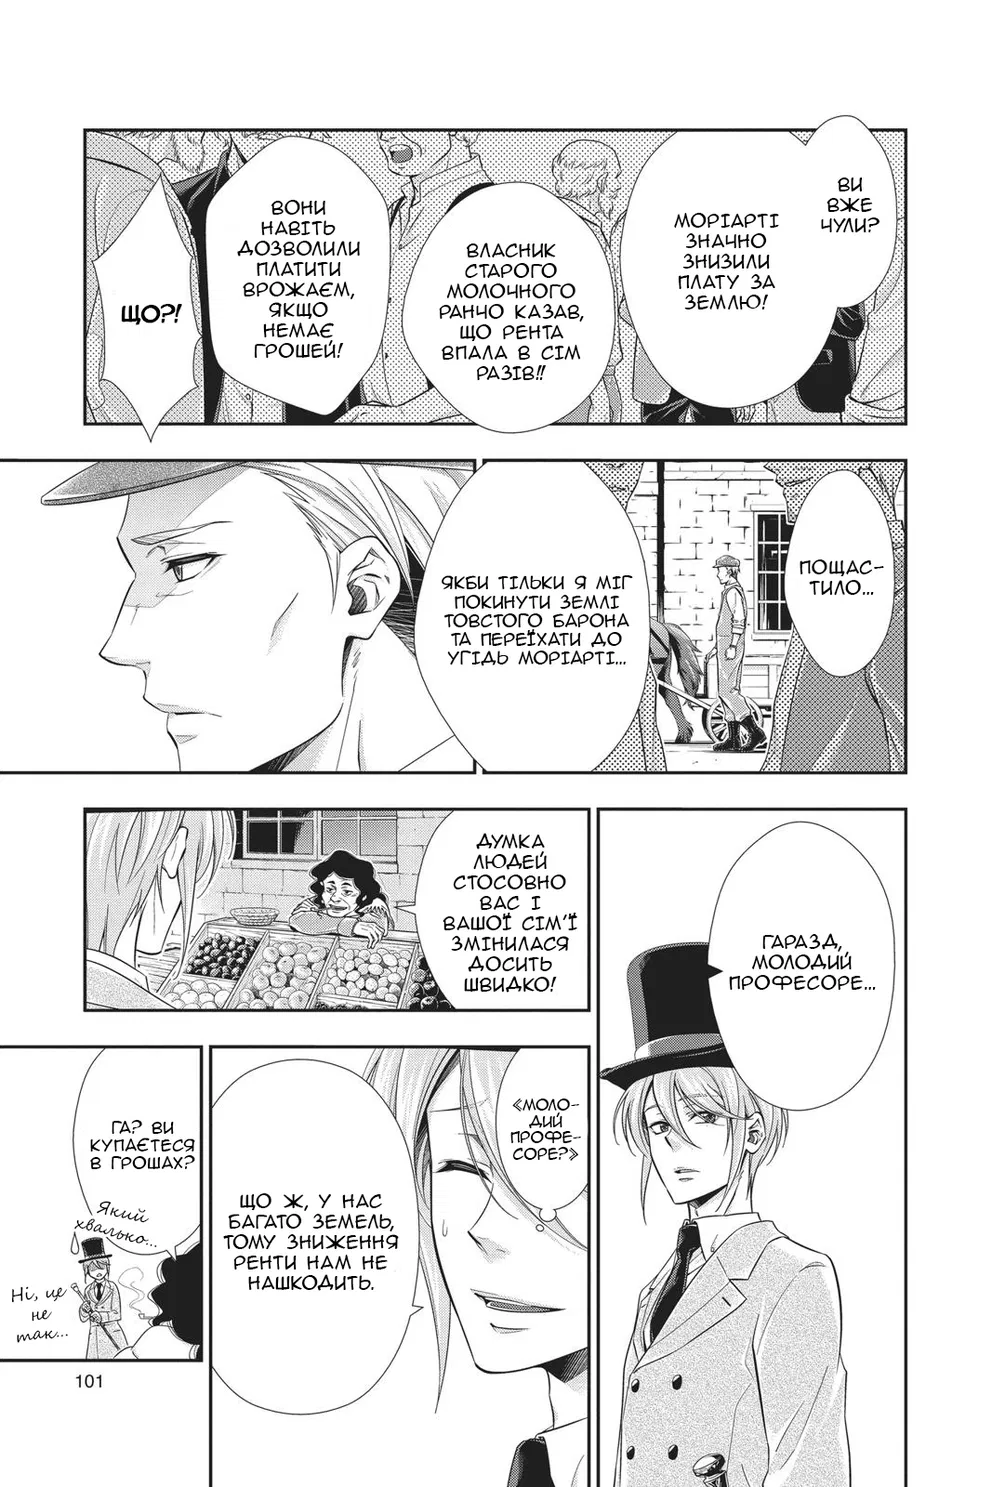 ВИ
ВЖЕ
ЧУЛИ?
МОРІАРТІ
ЗНАЧНО
ЗНИЗИЛИ
ПЛАТУ ЗА
ЗЕМЛЮ!
ВЛАСНИК
СТАРОГО
МОЛОЧНОГО
РАНЧО КАЗАВ,
ЩО РЕНТА
ВПАЛА В СІМ
РАЗІВ!!
ВОНИ
НАВІТЬ
ДОЗВОЛИЛИ
ПЛАТИТИ
ВРОЖАЄМ,
ЯКЩО
НЕМАЄ
ГРОШЕЙ!
ЩО?!
ПОЩАС-
ТИЛО...
ЯКБИ ТІЛЬКИ Я МІГ
ПОКИНУТИ ЗЕМЛІ
ТОВСТОГО БАРОНА
ТА ПЕРЕЇХАТИ ДО
УГІДЬ МОРІАРТІ...
ГАРАЗД,
МОЛОДИЙ
ПРОФЕСОРЕ...
ДУМКА
ЛЮДЕЙ
СТОСОВНО
ВАС І
ВАШОЇ СІМ'Ї
ЗМІНИЛАСЯ
ДОСИТЬ
ШВИДКО!
《МОЛО-
ДИЙ
ПРОФЕ-
СОРЕ?》
ЩО Ж, У НАС
БАГАТО ЗЕМЕЛЬ,
ТОМУ ЗНИЖЕННЯ
РЕНТИ НАМ НЕ
НАШКОДИТЬ.
ГА? ВИ
КУПАЄТЕСЯ
В ГРОШАХ?
Який
хвалько...
Ні, це
не
так...
101